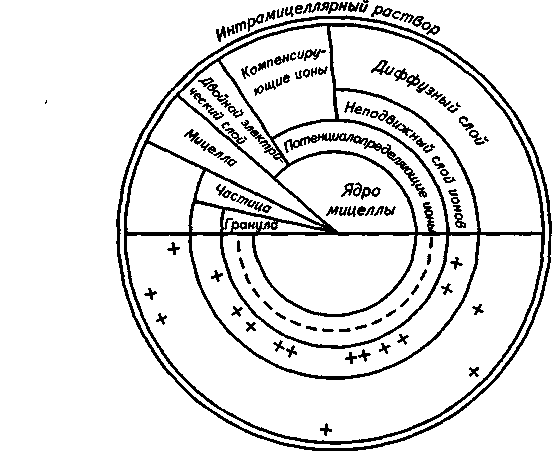 Интрамицеллярный раствор
Компенсиру-
ющие ионы
Диффузный слой
Двойной электри-
ческий слой
Неподвижный слой ионов
Потенциалопределяющие ионы
Мицелла
Ядро
мицеллы
Частица
Гранула